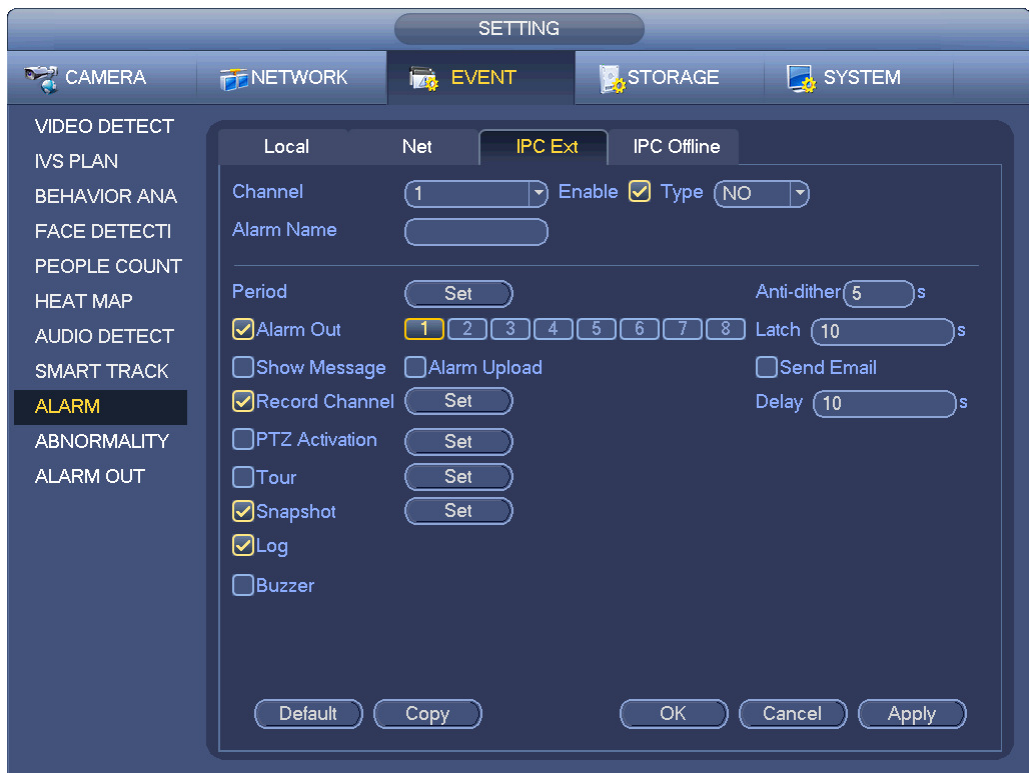 SETTING
CAMERA NETWORK EVENT STORAGE SYSTEM
VIDEO DETECT
IVS PLAN
BEHAVIOR ANA
FACE DETECTI
PEOPLE COUNT
HEAT MAP
AUDIO DETECT
SMART TRACK
ALARM
ABNORMALITY
ALARM OUT
Local Net IPC Ext IPC Offline
Channel 1 Enable Type NO
Alarm Name
Period Set Anti-dither 5 s
Alarm Out 1 2 3 4 5 6 7 8 Latch 10 s
Show Message Alarm Upload Send Email
Record Channel Set Delay 10 s
PTZ Activation Set
Tour Set
Snapshot Set
Log
Buzzer
Default Copy OK Cancel Apply